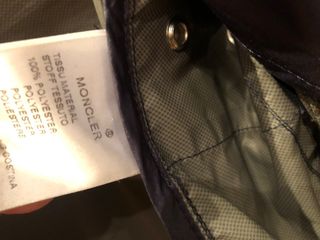 MONCLER ®
TISSU MATERIAL
STOFF TESSUTO
100% POLYESTER
POLYESTER
POLYESTER